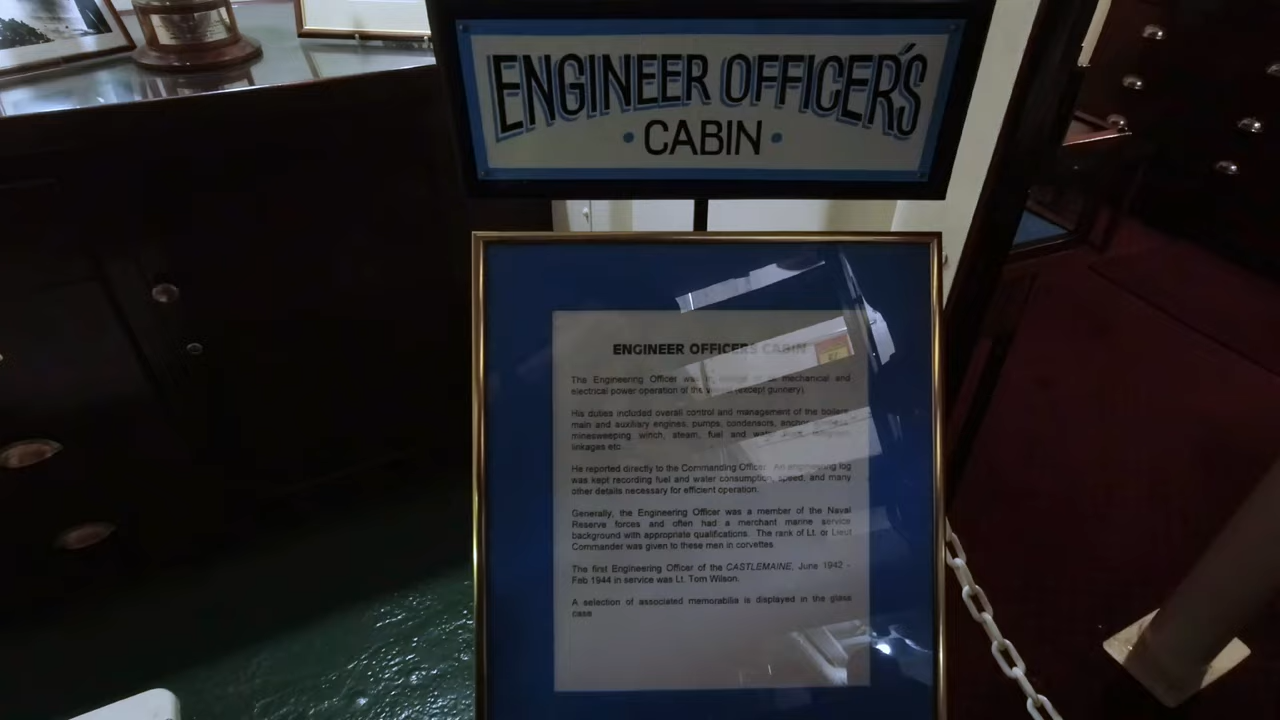 ENGINEER OFFICER'S
• CABIN •
ENGINEER OFFICERS CABIN
The Engineering Officer was mechanical and
electrical power operation of the (except gunnery).
His duties included overall control and management of the boilers
main and auxiliary engines, pumps, condensors,
minesweeping winch, steam, fuel and
linkages etc
He reported directly to the Commanding Officer. An engineering log
was kept recording fuel and water consumption, speed, and many
other details necessary for efficient operation.
Generally, the Engineering Officer was a member of the Naval
Reserve forces and often had a merchant marine service
background with appropriate qualifications. The rank of Lt. or Lieut
Commander was given to these men in corvettes.
The first Engineering Officer of the CASTLEMAINE, June 1942 -
Feb 1944 in service was Lt. Tom Wilson.
A selection of associated memorabilia is displayed in the glass
case